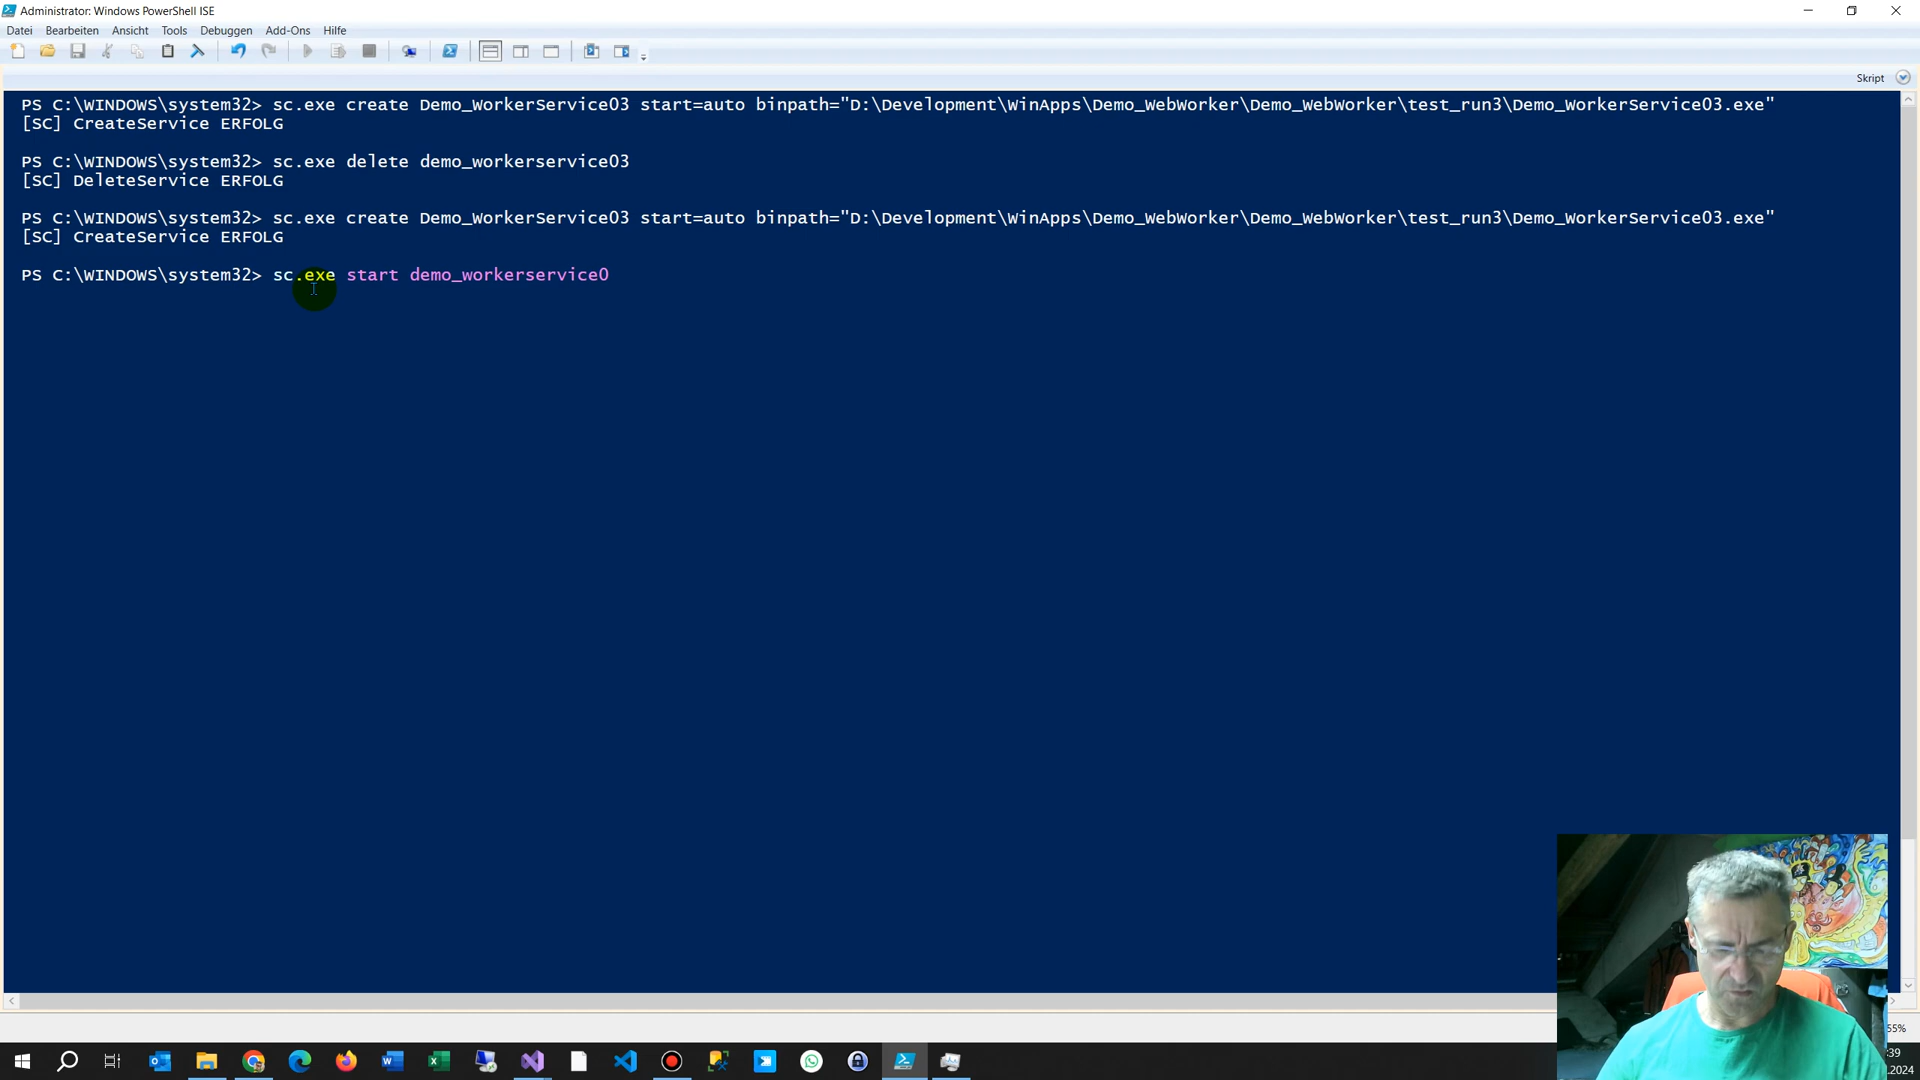 Administrator: Windows PowerShell ISE
Datei Bearbeiten Ansicht Tools Debuggen Add-Ons Hilfe
Skript
PS C:\WINDOWS\system32> sc.exe create Demo_WorkerService03 start=auto binpath="D:\Development\WinApps\Demo_WebWorker\Demo_WebWorker\test_run3\Demo_WorkerService03.exe"
[SC] CreateService ERFOLG
PS C:\WINDOWS\system32> sc.exe delete demo_workerservice03
[SC] DeleteService ERFOLG
PS C:\WINDOWS\system32> sc.exe create Demo_WorkerService03 start=auto binpath="D:\Development\WinApps\Demo_WebWorker\Demo_WebWorker\test_run3\Demo_WorkerService03.exe"
[SC] CreateService ERFOLG
PS C:\WINDOWS\system32> sc.exe start demo_workerservice0